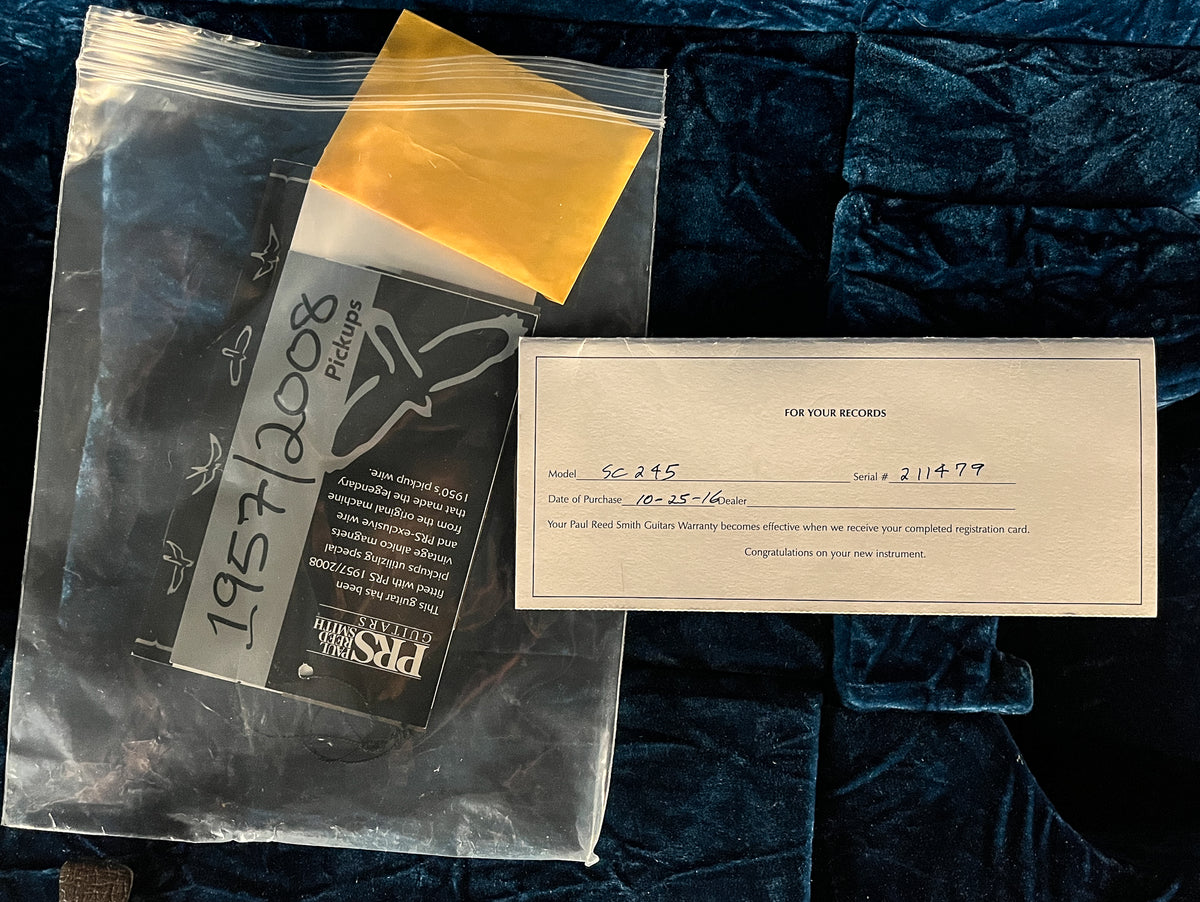 1957/2008
Pickups
PRS
PAUL
REED
SMITH
GUITARS
This guitar has been
fitted with PRS 1957/2008
pickups utilizing special
vintage alnico magnets
and PRS-exclusive wire
from the original machine
that made the legendary
1950's pickup wire.
FOR YOUR RECORDS
Model SC 245 Serial # 211479
Date of Purchase 10-25-16 Dealer
Your Paul Reed Smith Guitars Warranty becomes effective when we receive your completed registration card.
Congratulations on your new instrument.